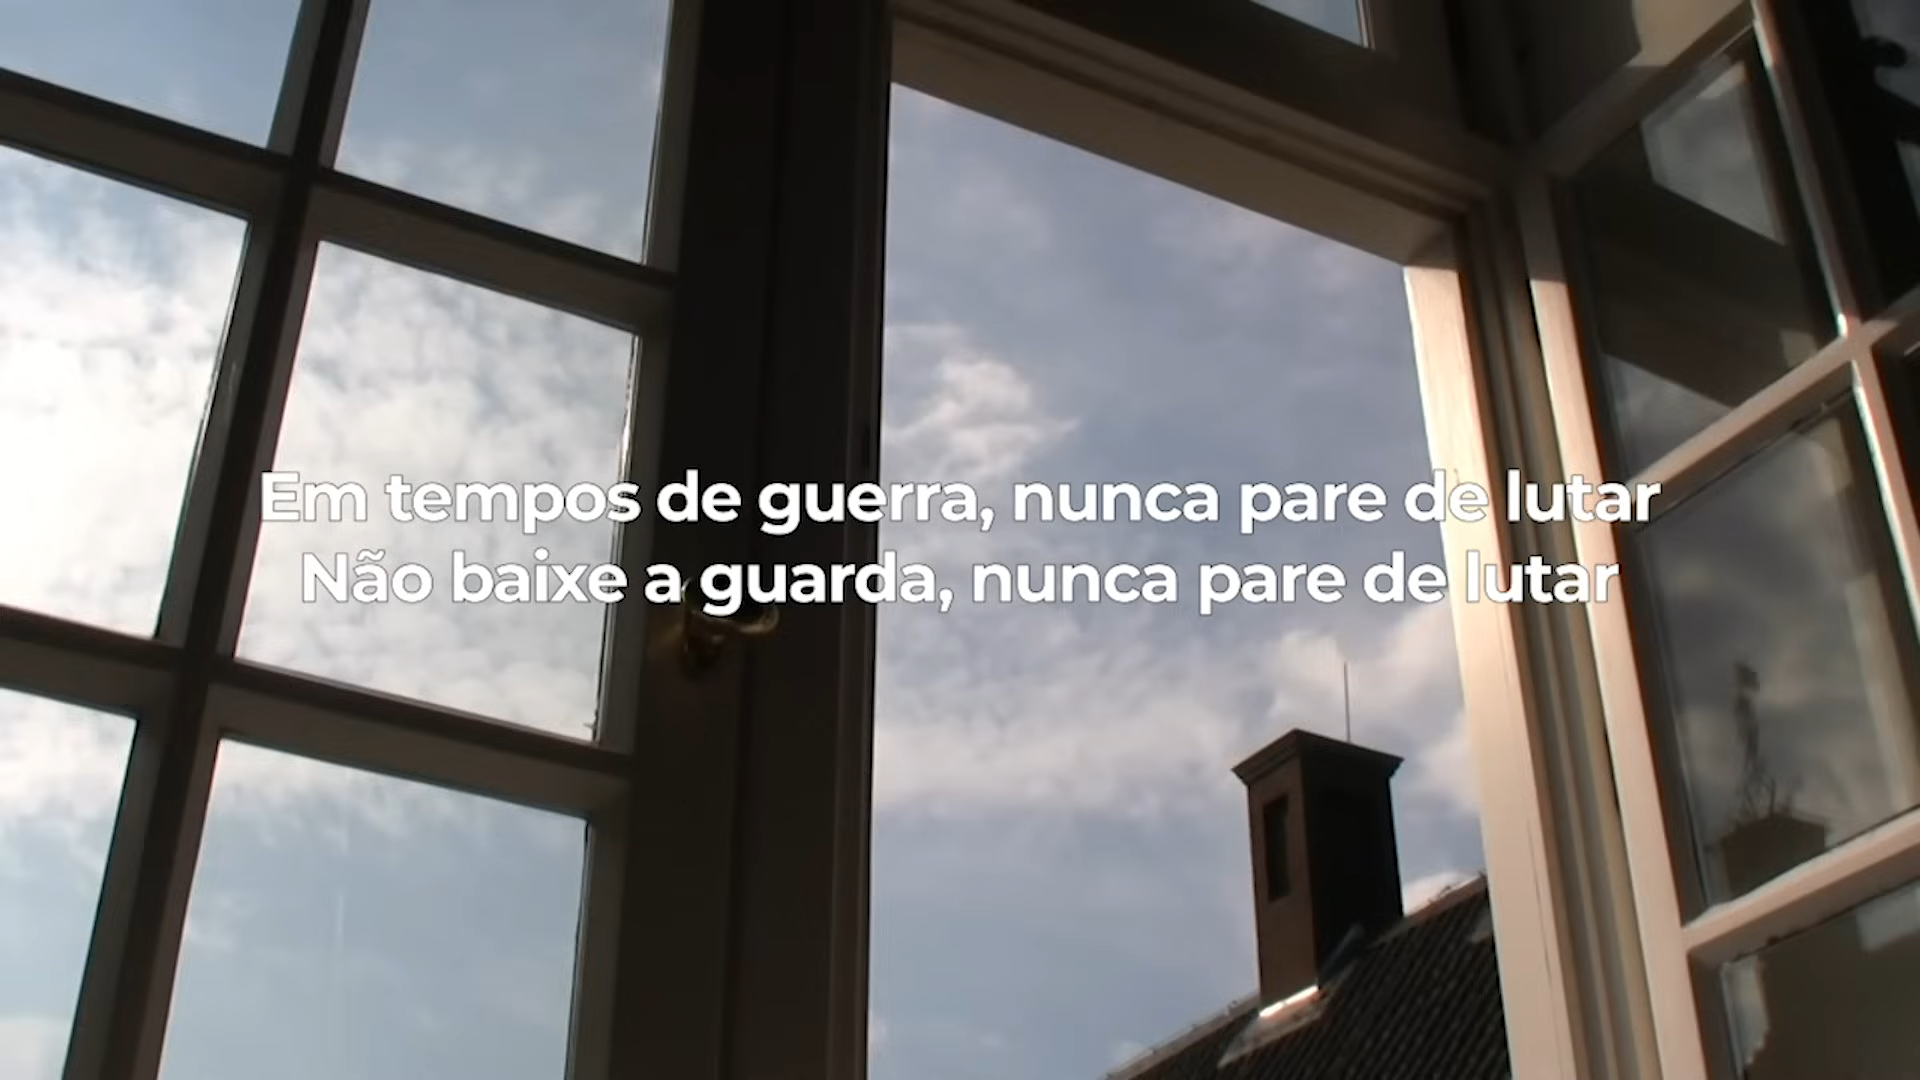 Em tempos de guerra, nunca pare de lutar
Não baixe a guarda, nunca pare de lutar